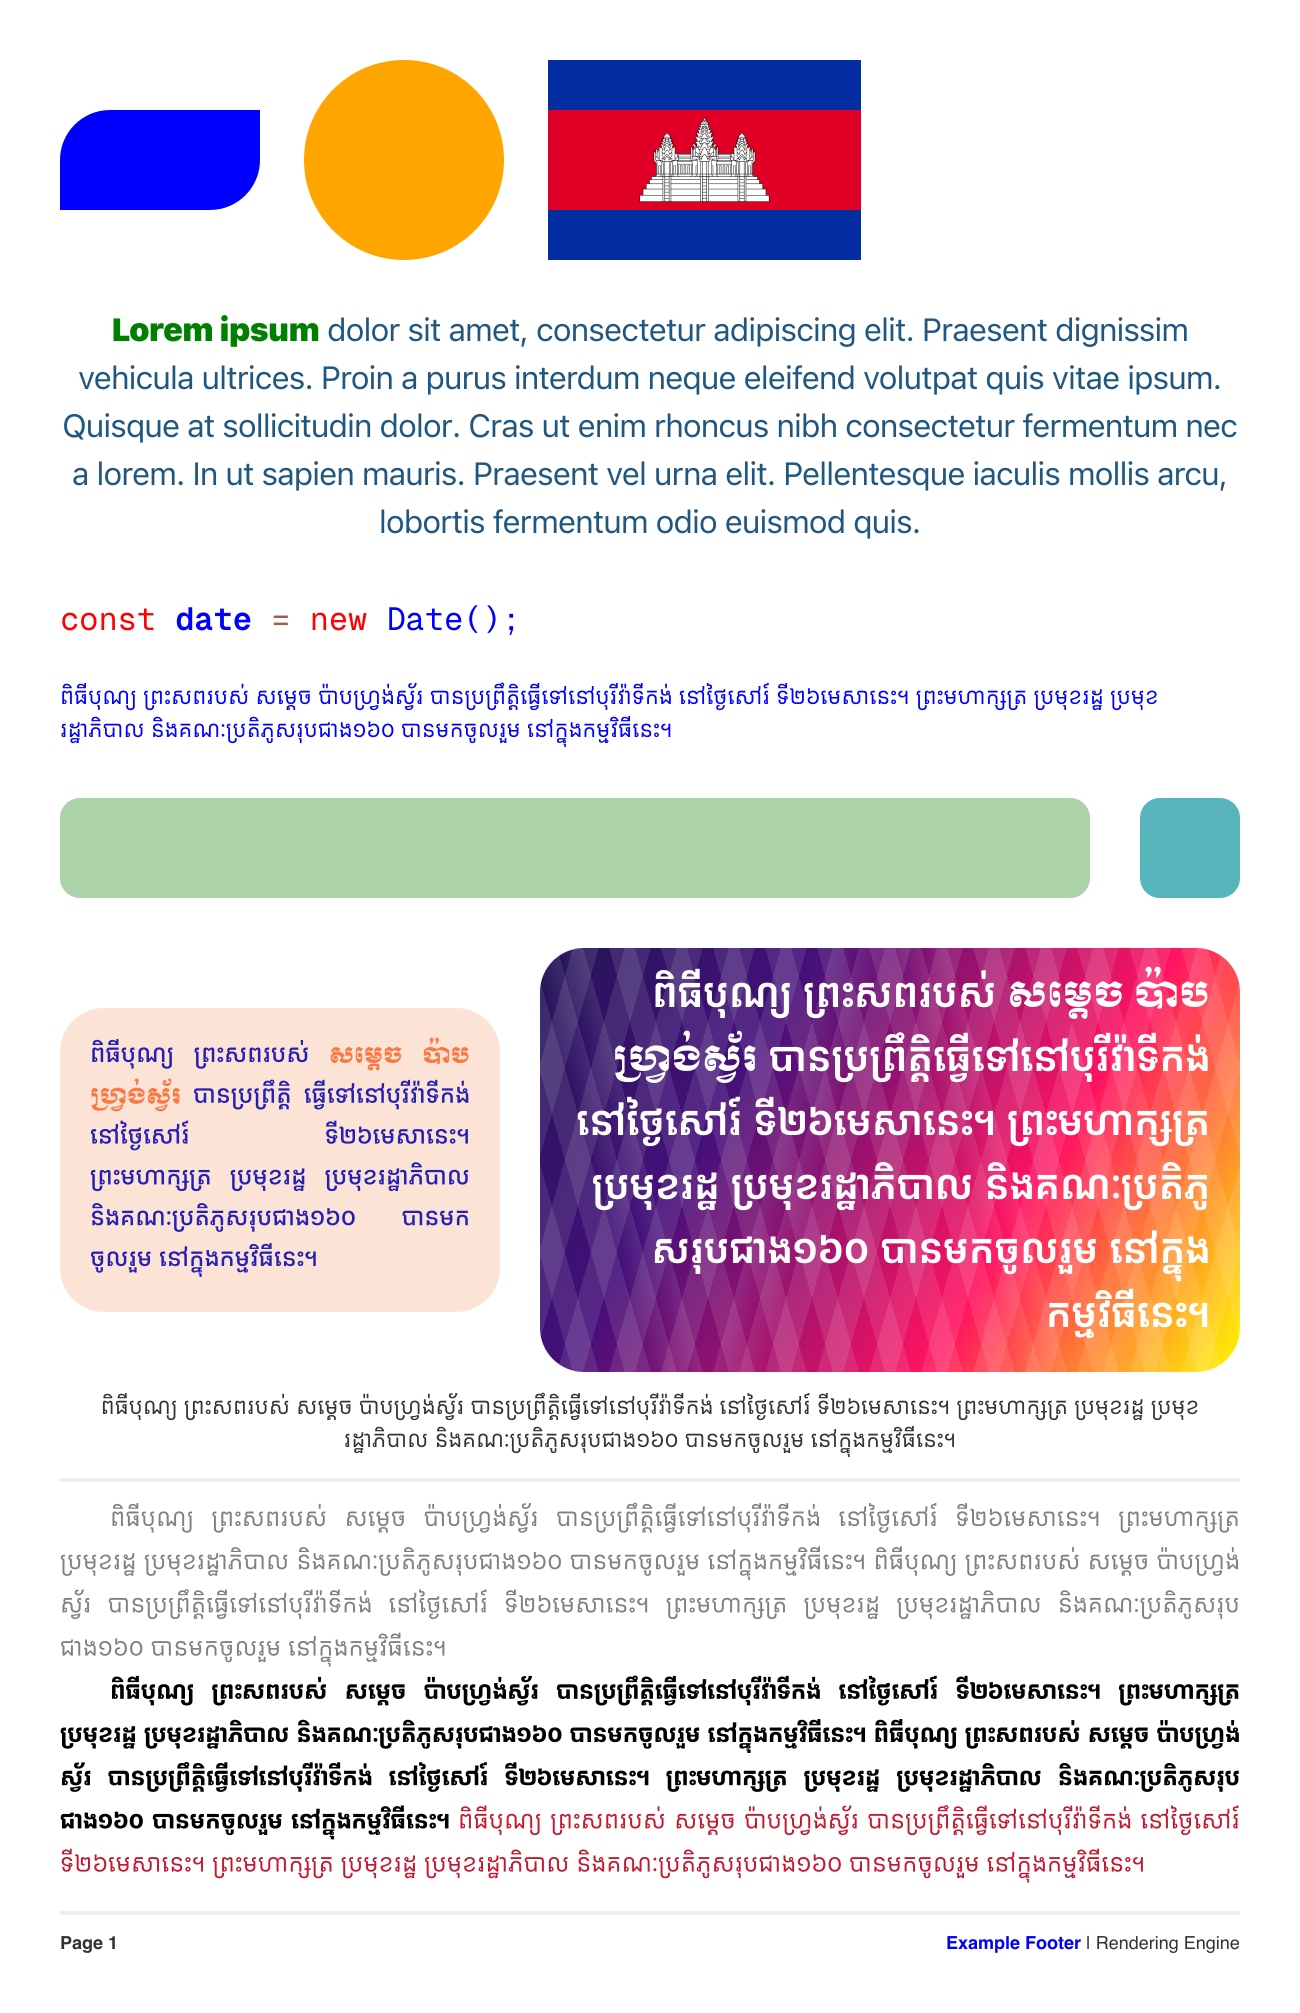 Lorem ipsum dolor sit amet, consectetur adipiscing elit. Praesent dignissim
vehicula ultrices. Proin a purus interdum neque eleifend volutpat quis vitae ipsum.
Quisque at sollicitudin dolor. Cras ut enim rhoncus nibh consectetur fermentum nec
a lorem. In ut sapien mauris. Praesent vel urna elit. Pellentesque iaculis mollis arcu,
lobortis fermentum odio euismod quis.
const date = new Date();
ពិធីបុណ្យ ព្រះសពរបស់ សម្ដេច ប៉ាបហ្វ្រង់ស្វ័រ បានប្រព្រឹត្តិធ្វើទៅនៅបុរីវ៉ាទីកង់ នៅថ្ងៃសៅរ៍ ទី២៦មេសានេះ។ ព្រះមហាក្សត្រ ប្រមុខរដ្ឋ ប្រមុខ
រដ្ឋាភិបាល និងគណៈប្រតិភូសរុបជាង១៦០ បានមកចូលរួម នៅក្នុងកម្មវិធីនេះ។
ពិធីបុណ្យ ព្រះសពរបស់ សម្ដេច ប៉ាប
ហ្វ្រង់ស្វ័រ បានប្រព្រឹត្តិ ធ្វើទៅនៅបុរីវ៉ាទីកង់
នៅថ្ងៃសៅរ៍ ទី២៦មេសានេះ។
ព្រះមហាក្សត្រ ប្រមុខរដ្ឋ ប្រមុខរដ្ឋាភិបាល
និងគណៈប្រតិភូសរុបជាង១៦០ បានមក
ចូលរួម នៅក្នុងកម្មវិធីនេះ។
ពិធីបុណ្យ ព្រះសពរបស់ សម្ដេច ប៉ាប
ហ្វ្រង់ស្វ័រ បានប្រព្រឹត្តិធ្វើទៅនៅបុរីវ៉ាទីកង់
នៅថ្ងៃសៅរ៍ ទី២៦មេសានេះ។ ព្រះមហាក្សត្រ
ប្រមុខរដ្ឋ ប្រមុខរដ្ឋាភិបាល និងគណៈប្រតិភូ
សរុបជាង១៦០ បានមកចូលរួម នៅក្នុង
កម្មវិធីនេះ។
ពិធីបុណ្យ ព្រះសពរបស់ សម្ដេច ប៉ាបហ្វ្រង់ស្វ័រ បានប្រព្រឹត្តិធ្វើទៅនៅបុរីវ៉ាទីកង់ នៅថ្ងៃសៅរ៍ ទី២៦មេសានេះ។ ព្រះមហាក្សត្រ ប្រមុខរដ្ឋ ប្រមុខ
រដ្ឋាភិបាល និងគណៈប្រតិភូសរុបជាង១៦០ បានមកចូលរួម នៅក្នុងកម្មវិធីនេះ។
ពិធីបុណ្យ ព្រះសពរបស់ សម្ដេច ប៉ាបហ្វ្រង់ស្វ័រ បានប្រព្រឹត្តិធ្វើទៅនៅបុរីវ៉ាទីកង់ នៅថ្ងៃសៅរ៍ ទី២៦មេសានេះ។ ព្រះមហាក្សត្រ
ប្រមុខរដ្ឋ ប្រមុខរដ្ឋាភិបាល និងគណៈប្រតិភូសរុបជាង១៦០ បានមកចូលរួម នៅក្នុងកម្មវិធីនេះ។ ពិធីបុណ្យ ព្រះសពរបស់ សម្ដេច ប៉ាបហ្វ្រង់
ស្វ័រ បានប្រព្រឹត្តិធ្វើទៅនៅបុរីវ៉ាទីកង់ នៅថ្ងៃសៅរ៍ ទី២៦មេសានេះ។ ព្រះមហាក្សត្រ ប្រមុខរដ្ឋ ប្រមុខរដ្ឋាភិបាល និងគណៈប្រតិភូសរុប
ជាង១៦០ បានមកចូលរួម នៅក្នុងកម្មវិធីនេះ។
ពិធីបុណ្យ ព្រះសពរបស់ សម្ដេច ប៉ាបហ្វ្រង់ស្វ័រ បានប្រព្រឹត្តិធ្វើទៅនៅបុរីវ៉ាទីកង់ នៅថ្ងៃសៅរ៍ ទី២៦មេសានេះ។ ព្រះមហាក្សត្រ
ប្រមុខរដ្ឋ ប្រមុខរដ្ឋាភិបាល និងគណៈប្រតិភូសរុបជាង១៦០ បានមកចូលរួម នៅក្នុងកម្មវិធីនេះ។ ពិធីបុណ្យ ព្រះសពរបស់ សម្ដេច ប៉ាបហ្វ្រង់
ស្វ័រ បានប្រព្រឹត្តិធ្វើទៅនៅបុរីវ៉ាទីកង់ នៅថ្ងៃសៅរ៍ ទី២៦មេសានេះ។ ព្រះមហាក្សត្រ ប្រមុខរដ្ឋ ប្រមុខរដ្ឋាភិបាល និងគណៈប្រតិភូសរុប
ជាង១៦០ បានមកចូលរួម នៅក្នុងកម្មវិធីនេះ។ ពិធីបុណ្យ ព្រះសពរបស់ សម្ដេច ប៉ាបហ្វ្រង់ស្វ័រ បានប្រព្រឹត្តិធ្វើទៅនៅបុរីវ៉ាទីកង់ នៅថ្ងៃសៅរ៍
ទី២៦មេសានេះ។ ព្រះមហាក្សត្រ ប្រមុខរដ្ឋ ប្រមុខរដ្ឋាភិបាល និងគណៈប្រតិភូសរុបជាង១៦០ បានមកចូលរួម នៅក្នុងកម្មវិធីនេះ។
Page 1
Example Footer | Rendering Engine